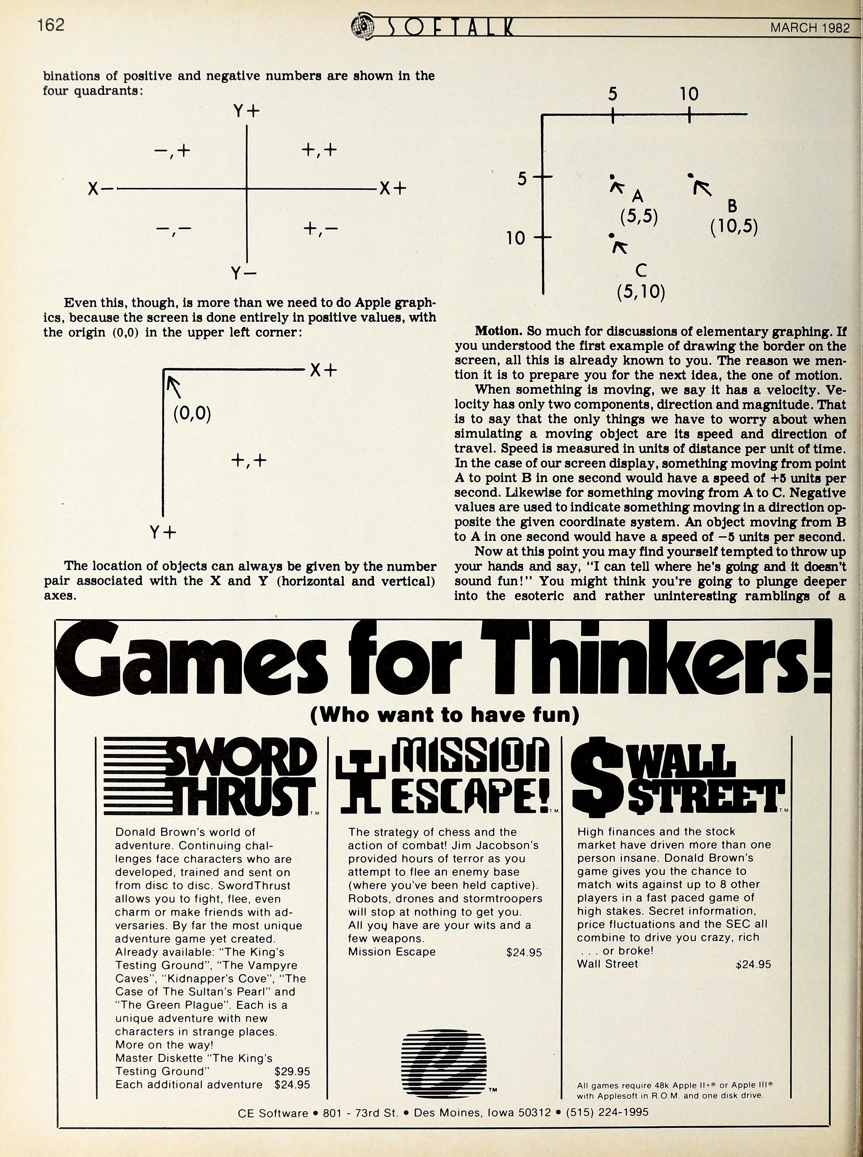 162
SOFTALK
MARCH 1982
binations of positive and negative numbers are shown in the
four quadrants:
Y+
-,+
+,+
X-
X+
-,-
+,-
Y-
Even this, though, is more than we need to do Apple graph-
ics, because the screen is done entirely in positive values, with
the origin (0,0) in the upper left corner:
X+
(0,0)
+,+
Y+
The location of objects can always be given by the number
pair associated with the X and Y (horizontal and vertical)
axes.
5
10
5
A
(5,5)
B
(10,5)
10
C
(5,10)
Motion. So much for discussions of elementary graphing. If
you understood the first example of drawing the border on the
screen, all this is already known to you. The reason we men-
tion it is to prepare you for the next idea, the one of motion.
When something is moving, we say it has a velocity. Ve-
locity has only two components, direction and magnitude. That
is to say that the only things we have to worry about when
simulating a moving object are its speed and direction of
travel. Speed is measured in units of distance per unit of time.
In the case of our screen display, something moving from point
A to point B in one second would have a speed of +5 units per
second. Likewise for something moving from A to C. Negative
values are used to indicate something moving in a direction op-
posite the given coordinate system. An object moving from B
to A in one second would have a speed of −5 units per second.
Now at this point you may find yourself tempted to throw up
your hands and say, "I can tell where he's going and it doesn't
sound fun!" You might think you're going to plunge deeper
into the esoteric and rather uninteresting ramblings of a
Games for Thinkers!
(Who want to have fun)
SWORD
THRUST TM
Donald Brown's world of
adventure. Continuing chal-
lenges face characters who are
developed, trained and sent on
from disc to disc. SwordThrust
allows you to fight, flee, even
charm or make friends with ad-
versaries. By far the most unique
adventure game yet created.
Already available: "The King's
Testing Ground", "The Vampyre
Caves", "Kidnapper's Cove", "The
Case of The Sultan's Pearl" and
"The Green Plague". Each is a
unique adventure with new
characters in strange places.
More on the way!
Master Diskette "The King's
Testing Ground" $29.95
Each additional adventure $24.95
MISSION
ESCAPE! TM
The strategy of chess and the
action of combat! Jim Jacobson's
provided hours of terror as you
attempt to flee an enemy base
(where you've been held captive).
Robots, drones and stormtroopers
will stop at nothing to get you.
All you have are your wits and a
few weapons.
Mission Escape $24.95
TM
$WALL
STREET TM
High finances and the stock
market have driven more than one
person insane. Donald Brown's
game gives you the chance to
match wits against up to 8 other
players in a fast paced game of
high stakes. Secret information,
price fluctuations and the SEC all
combine to drive you crazy, rich
. . . or broke!
Wall Street $24.95
All games require 48k Apple II+® or Apple III®
with Applesoft in R.O.M. and one disk drive.
CE Software • 801 - 73rd St. • Des Moines, Iowa 50312 • (515) 224-1995